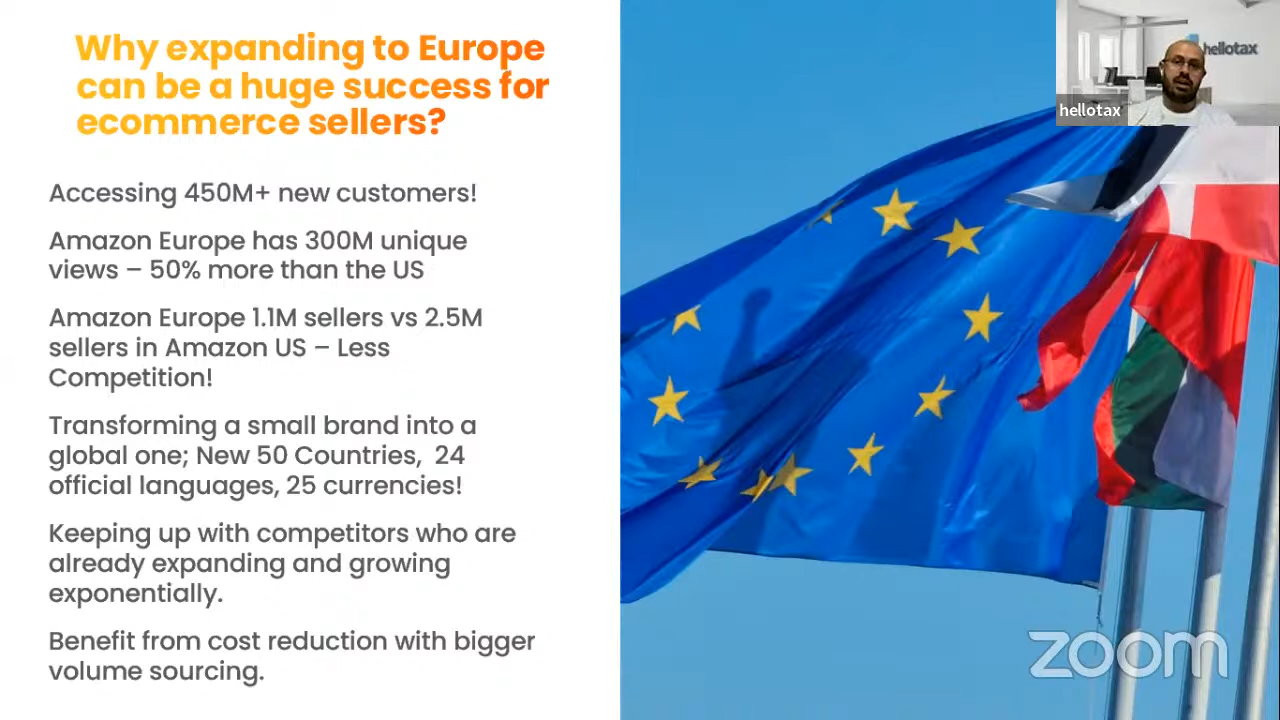 Why expanding to Europe
can be a huge success for
ecommerce sellers?
Accessing 450M+ new customers!
Amazon Europe has 300M unique
views – 50% more than the US
Amazon Europe 1.1M sellers vs 2.5M
sellers in Amazon US – Less
Competition!
Transforming a small brand into a
global one; New 50 Countries, 24
official languages, 25 currencies!
Keeping up with competitors who are
already expanding and growing
exponentially.
Benefit from cost reduction with bigger
volume sourcing.
hellotax
hellotax
zoom